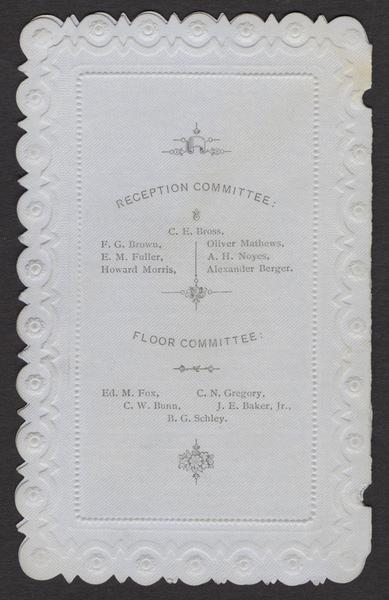 RECEPTION COMMITTEE:
C. E. Bross,
F. G. Brown, Oliver Mathews,
E. M. Fuller, A. H. Noyes,
Howard Morris, Alexander Berger.
FLOOR COMMITTEE:
Ed. M. Fox, C. N. Gregory,
C. W. Bunn, J. E. Baker, Jr.,
B. G. Schley.